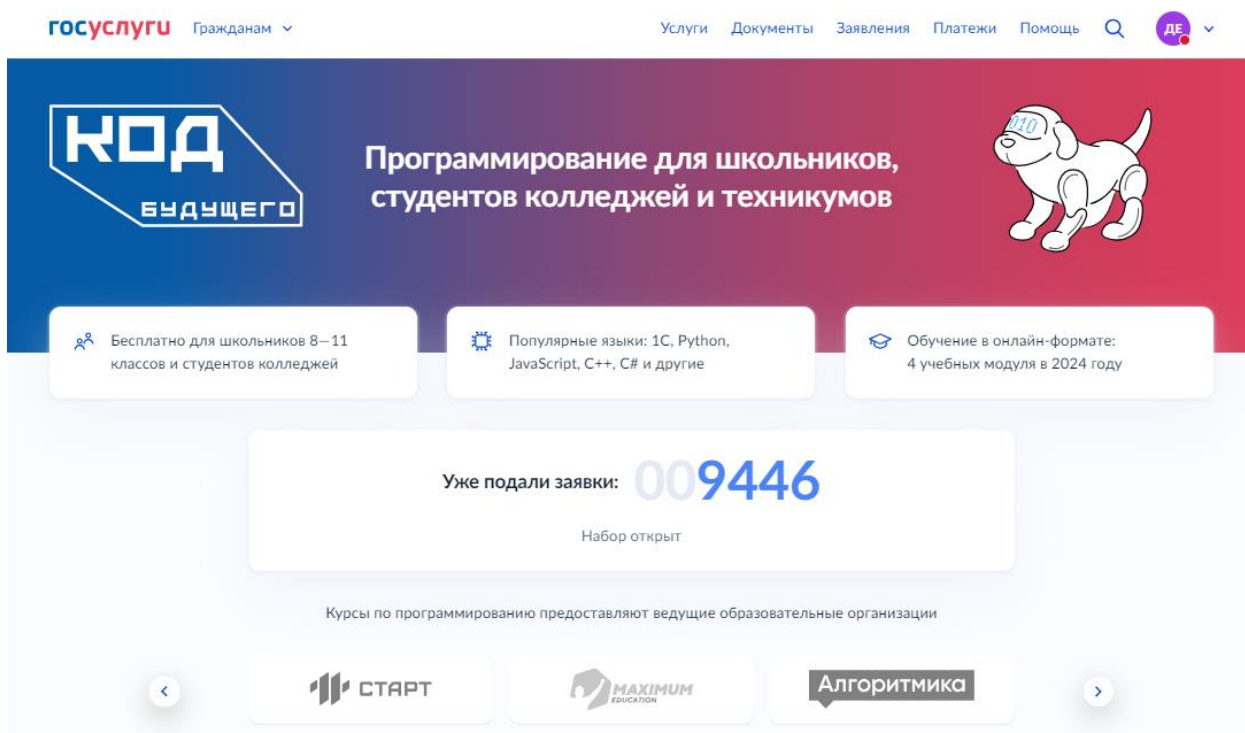 госуслуги Гражданам Услуги Документы Заявления Платежи Помощь ДЕ
КОД
БУДУЩЕГО
Программирование для школьников,
студентов колледжей и техникумов
010
Бесплатно для школьников 8—11
классов и студентов колледжей
Популярные языки: 1С, Python,
JavaScript, C++, C# и другие
Обучение в онлайн-формате:
4 учебных модуля в 2024 году
Уже подали заявки: 009446
Набор открыт
Курсы по программированию предоставляют ведущие образовательные организации
СТАРТ
MAXIMUM
EDUCATION
Алгоритмика